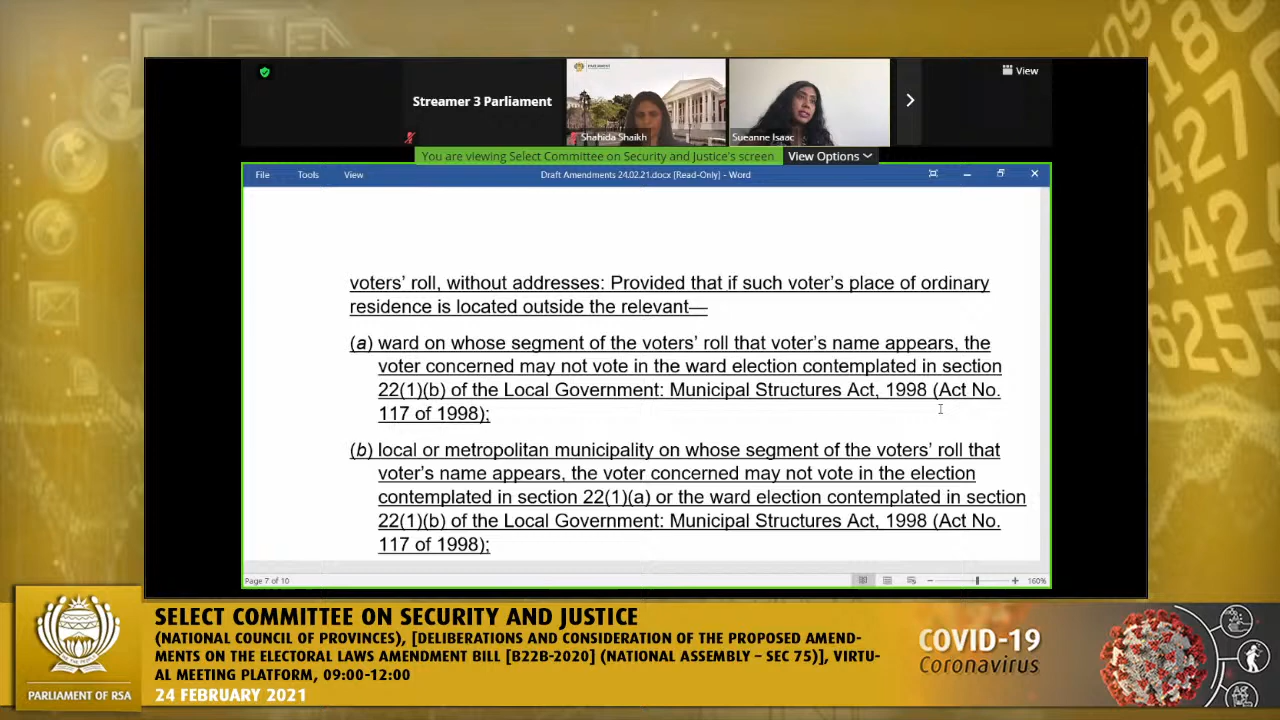 View
Streamer 3 Parliament
PARLIAMENT
Shahida Shaikh
Sueanne Isaac
You are viewing Select Committee on Security and Justice's screen
View Options
File Tools View
Draft Amendments 24.02.21.docx [Read-Only] - Word
voters' roll, without addresses: Provided that if such voter's place of ordinary
residence is located outside the relevant—
(a) ward on whose segment of the voters' roll that voter's name appears, the
voter concerned may not vote in the ward election contemplated in section
22(1)(b) of the Local Government: Municipal Structures Act, 1998 (Act No.
117 of 1998);
(b) local or metropolitan municipality on whose segment of the voters' roll that
voter's name appears, the voter concerned may not vote in the election
contemplated in section 22(1)(a) or the ward election contemplated in section
22(1)(b) of the Local Government: Municipal Structures Act, 1998 (Act No.
117 of 1998);
Page 7 of 10
160%
PARLIAMENT OF RSA
SELECT COMMITTEE ON SECURITY AND JUSTICE
(NATIONAL COUNCIL OF PROVINCES), [DELIBERATIONS AND CONSIDERATION OF THE PROPOSED AMEND-
MENTS ON THE ELECTORAL LAWS AMENDMENT BILL [B22B-2020] (NATIONAL ASSEMBLY – SEC 75)], VIRTU-
AL MEETING PLATFORM, 09:00-12:00
24 FEBRUARY 2021
COVID-19
Coronavirus